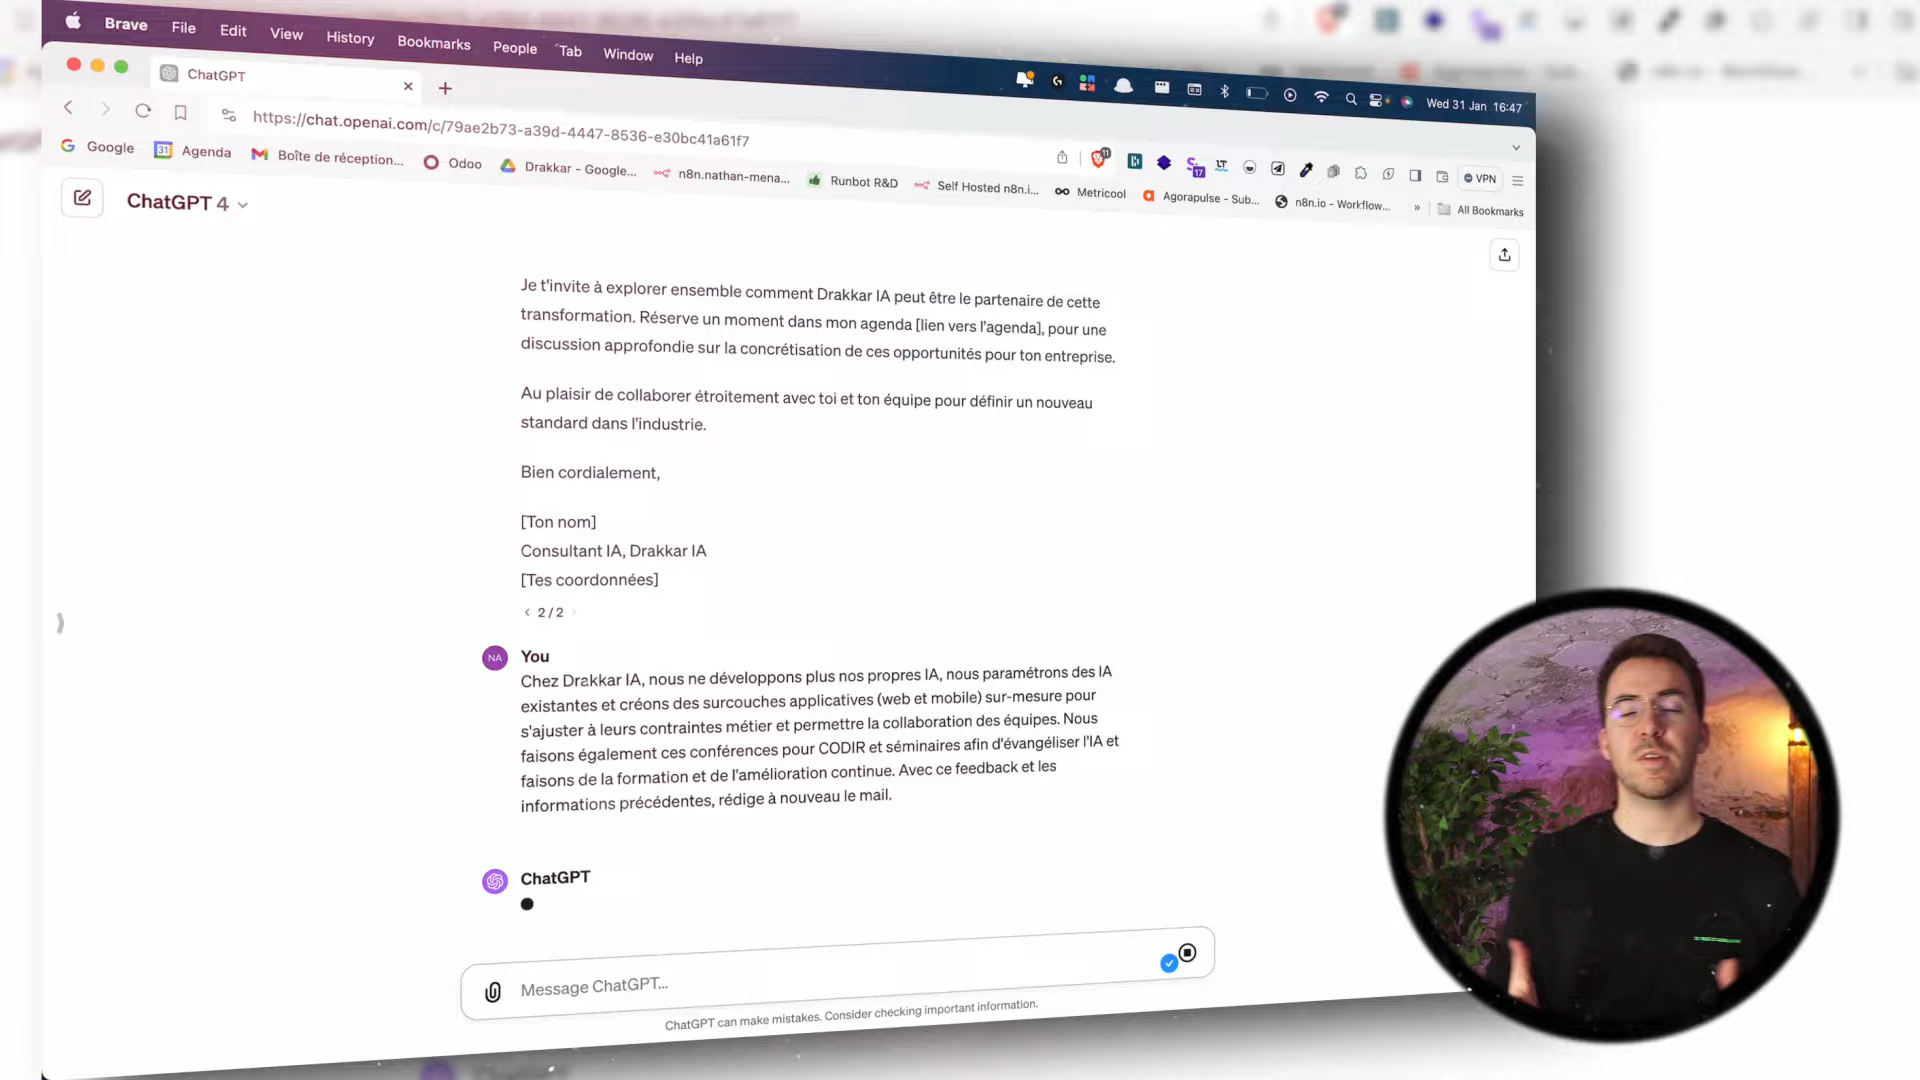 Brave File Edit View History Bookmarks People Tab Window Help
Wed 31 Jan 16:47
ChatGPT
https://chat.openai.com/c/79ae2b73-a39d-4447-8536-e30bc41a61f7
11
17
LT
VPN
Google
31 Agenda
Boîte de réception...
Odoo
Drakkar - Google...
n8n.nathan-mena...
Runbot R&D
Self Hosted n8n.i...
Metricool
Agorapulse - Sub...
n8n.io - Workflow...
» All Bookmarks
ChatGPT 4
Je t'invite à explorer ensemble comment Drakkar IA peut être le partenaire de cette
transformation. Réserve un moment dans mon agenda [lien vers l'agenda], pour une
discussion approfondie sur la concrétisation de ces opportunités pour ton entreprise.
Au plaisir de collaborer étroitement avec toi et ton équipe pour définir un nouveau
standard dans l'industrie.
Bien cordialement,
[Ton nom]
Consultant IA, Drakkar IA
[Tes coordonnées]
< 2 / 2 >
NA You
Chez Drakkar IA, nous ne développons plus nos propres IA, nous paramétrons des IA
existantes et créons des surcouches applicatives (web et mobile) sur-mesure pour
s'ajuster à leurs contraintes métier et permettre la collaboration des équipes. Nous
faisons également ces conférences pour CODIR et séminaires afin d'évangéliser l'IA et
faisons de la formation et de l'amélioration continue. Avec ce feedback et les
informations précédentes, rédige à nouveau le mail.
ChatGPT
Message ChatGPT...
ChatGPT can make mistakes. Consider checking important information.